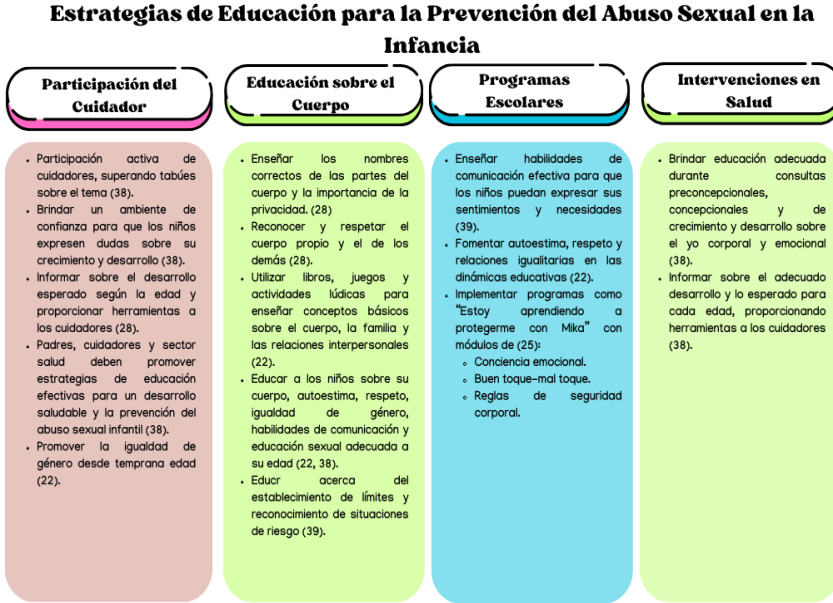 Estrategias de Educación para la Prevención del Abuso Sexual en la
Infancia
Participación del
Cuidador
• Participación activa de
cuidadores, superando tabúes
sobre el tema (38).
• Brindar un ambiente de
confianza para que los niños
expresen dudas sobre su
crecimiento y desarrollo (38).
• Informar sobre el desarrollo
esperado según la edad y
proporcionar herramientas a
los cuidadores (28).
• Padres, cuidadores y sector
salud deben promover
estrategias de educación
efectivas para un desarrollo
saludable y la prevención del
abuso sexual infantil (38).
• Promover la igualdad de
género desde temprana edad
(22).
Educación sobre el
Cuerpo
• Enseñar los nombres
correctos de las partes del
cuerpo y la importancia de la
privacidad. (28)
• Reconocer y respetar el
cuerpo propio y el de los
demás (28).
• Utilizar libros, juegos y
actividades lúdicas para
enseñar conceptos básicos
sobre el cuerpo, la familia y
las relaciones interpersonales
(22).
• Educar a los niños sobre su
cuerpo, autoestima, respeto,
igualdad de género,
habilidades de comunicación y
educación sexual adecuada a
su edad (22, 38).
• Educr acerca del
establecimiento de límites y
reconocimiento de situaciones
de riesgo (39).
Programas
Escolares
• Enseñar habilidades de
comunicación efectiva para que
los niños puedan expresar sus
sentimientos y necesidades
(39).
• Fomentar autoestima, respeto y
relaciones igualitarias en las
dinámicas educativas (22).
• Implementar programas como
"Estoy aprendiendo a
protegerme con Mika" con
módulos de (25):
◦ Conciencia emocional.
◦ Buen toque-mal toque.
◦ Reglas de seguridad
corporal.
Intervenciones en
Salud
• Brindar educación adecuada
durante consultas
preconcepcionales,
concepcionales y de
crecimiento y desarrollo sobre
el yo corporal y emocional
(38).
• Informar sobre el adecuado
desarrollo y lo esperado para
cada edad, proporcionando
herramientas a los cuidadores
(38).